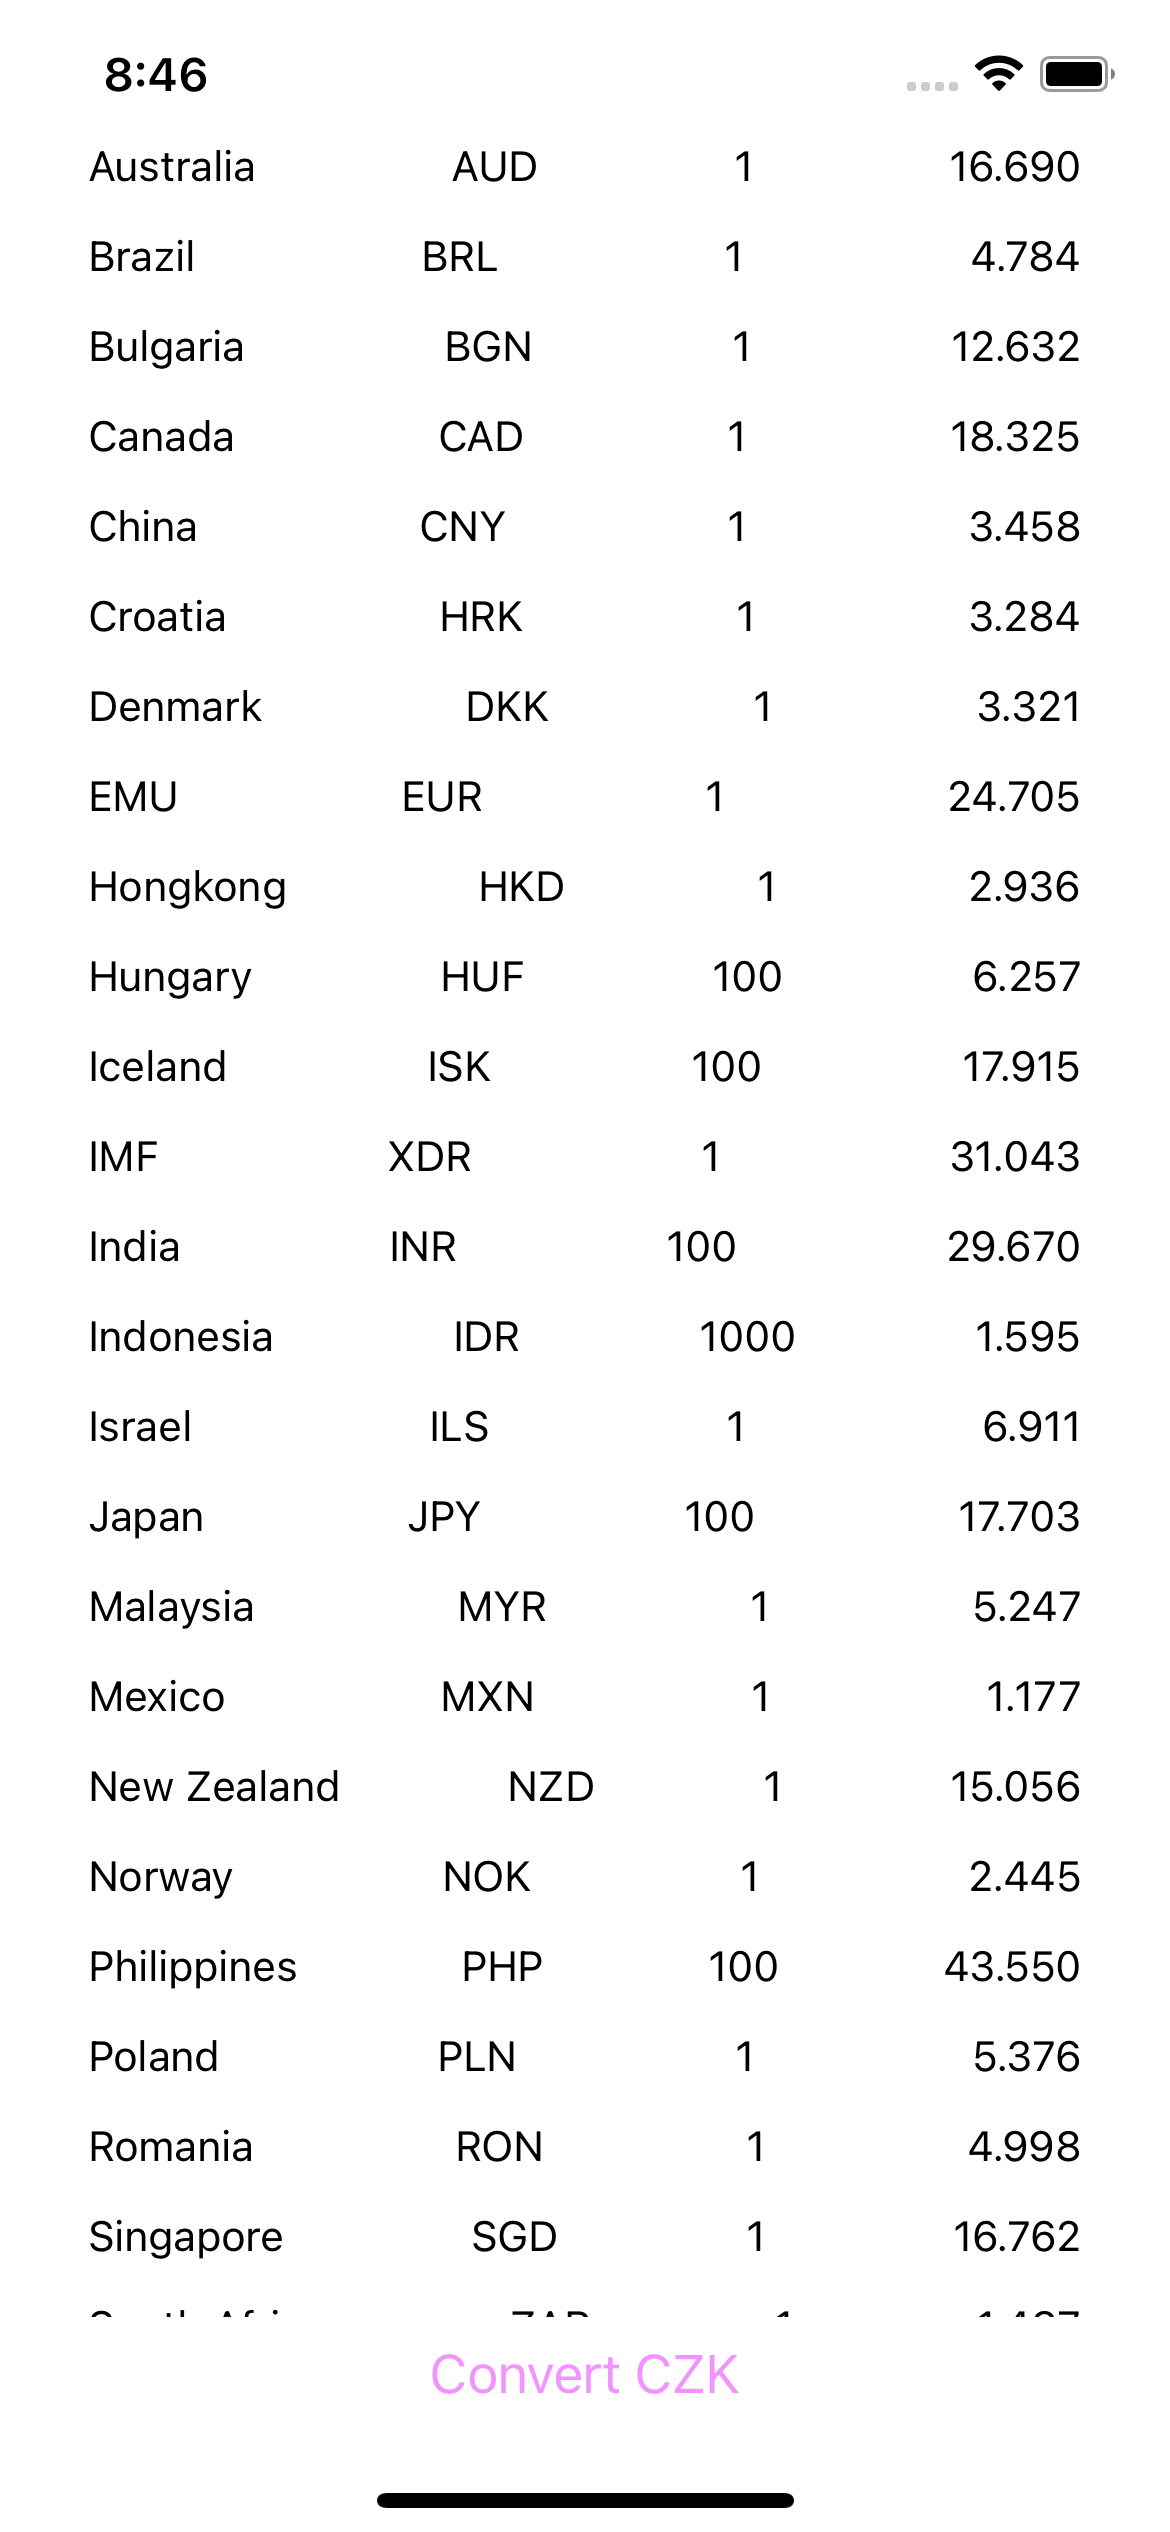 8:46
Australia AUD 1 16.690
Brazil BRL 1 4.784
Bulgaria BGN 1 12.632
Canada CAD 1 18.325
China CNY 1 3.458
Croatia HRK 1 3.284
Denmark DKK 1 3.321
EMU EUR 1 24.705
Hongkong HKD 1 2.936
Hungary HUF 100 6.257
Iceland ISK 100 17.915
IMF XDR 1 31.043
India INR 100 29.670
Indonesia IDR 1000 1.595
Israel ILS 1 6.911
Japan JPY 100 17.703
Malaysia MYR 1 5.247
Mexico MXN 1 1.177
New Zealand NZD 1 15.056
Norway NOK 1 2.445
Philippines PHP 100 43.550
Poland PLN 1 5.376
Romania RON 1 4.998
Singapore SGD 1 16.762
Convert CZK